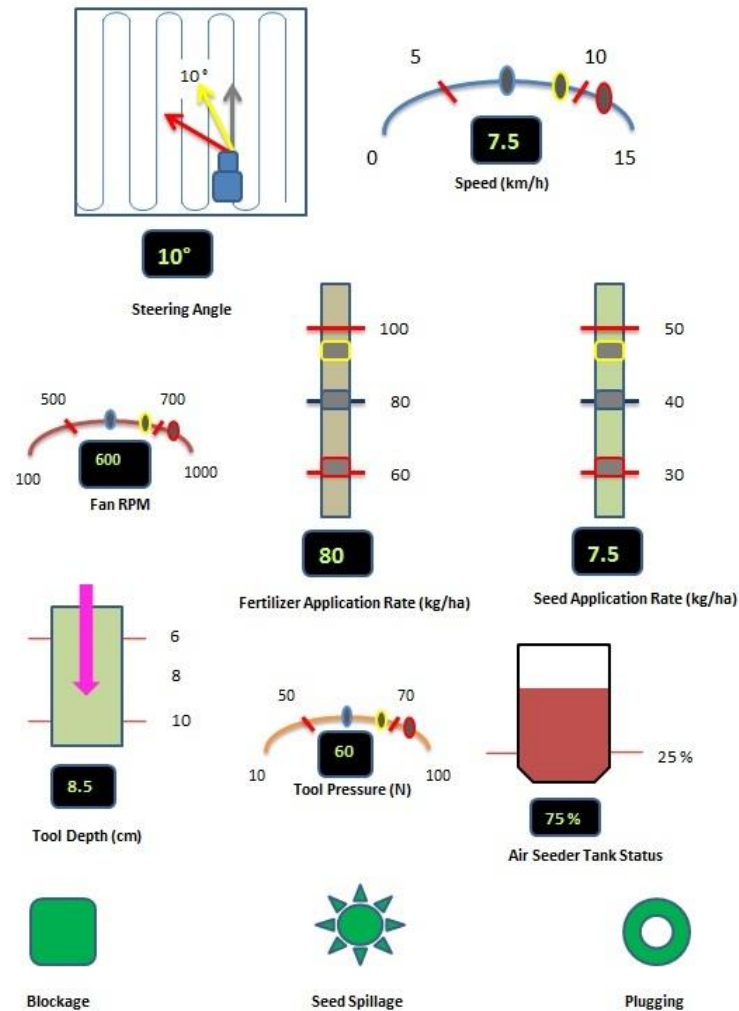 10°
5
10
7.5
0
15
Speed (km/h)
10°
Steering Angle
100
50
500
700
80
40
600
100
1000
60
30
Fan RPM
80
7.5
Fertilizer Application Rate (kg/ha)
Seed Application Rate (kg/ha)
6
8
50
70
10
60
25%
10
100
8.5
Tool Pressure (N)
75%
Tool Depth (cm)
Air Seeder Tank Status
Blockage
Seed Spillage
Plugging